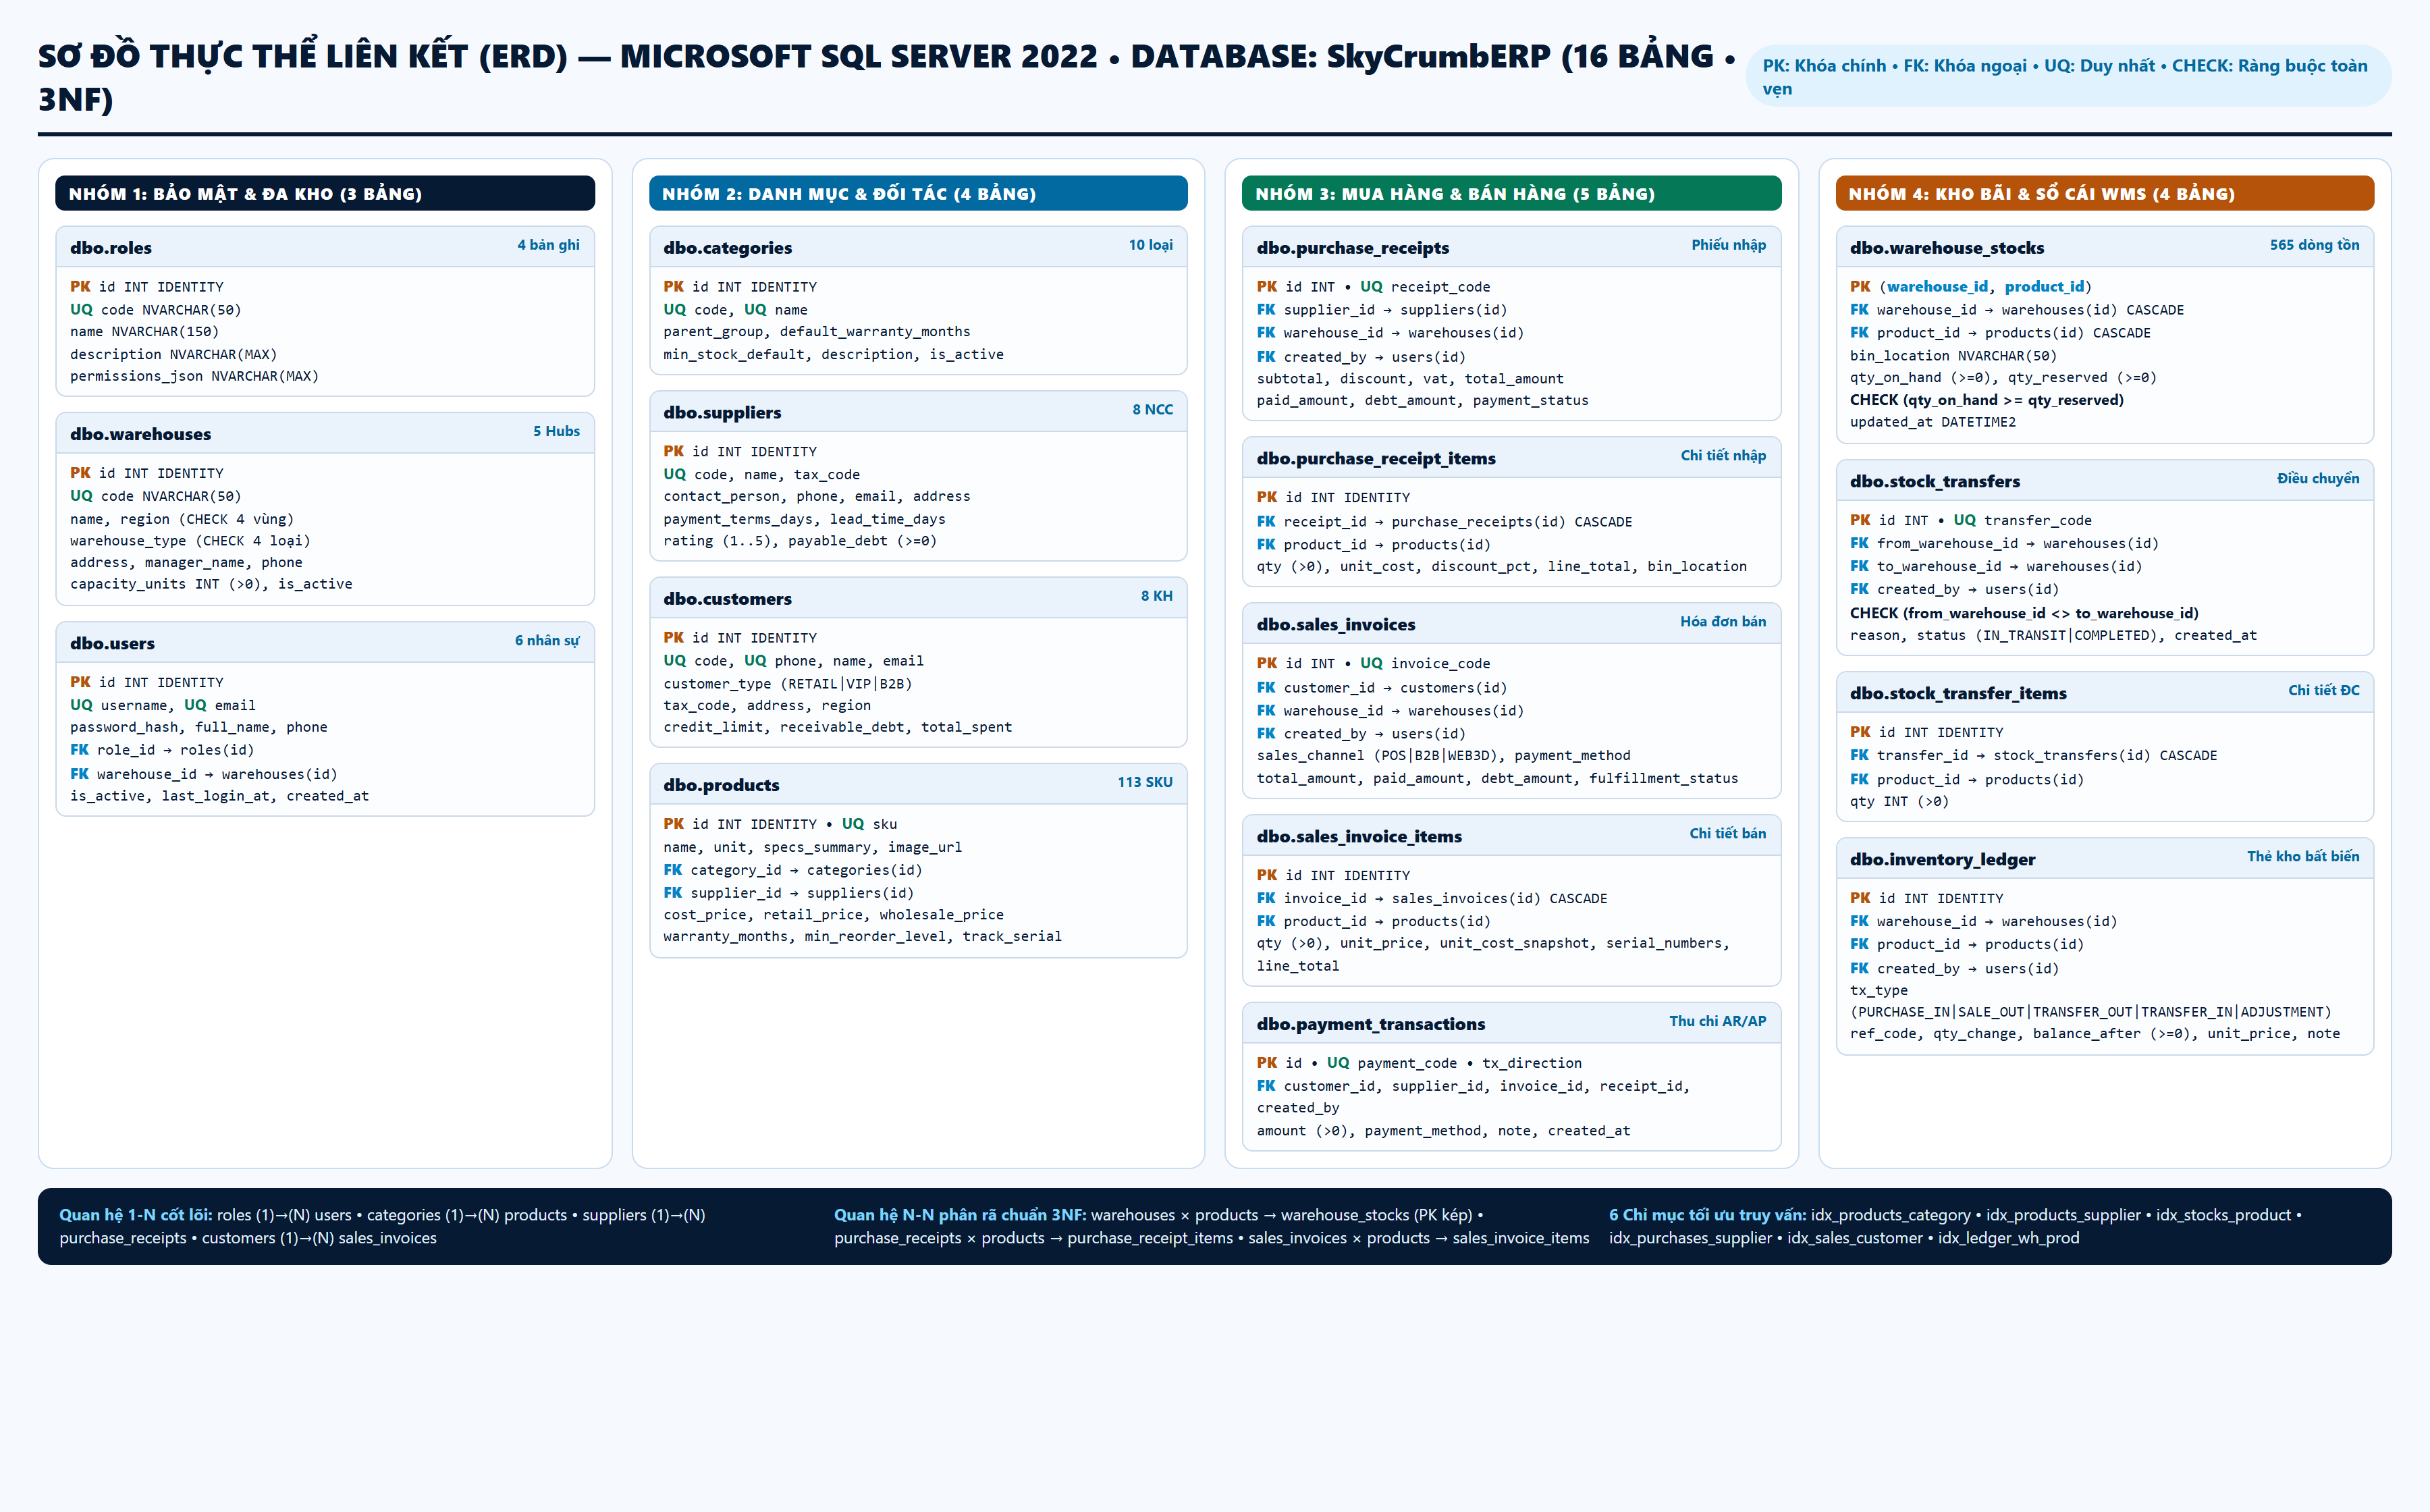 SƠ ĐỒ THỰC THỂ LIÊN KẾT (ERD) — MICROSOFT SQL SERVER 2022 • DATABASE: SkyCrumbERP (16 BẢNG •
3NF)
PK: Khóa chính • FK: Khóa ngoại • UQ: Duy nhất • CHECK: Ràng buộc toàn
vẹn
NHÓM 1: BẢO MẬT & ĐA KHO (3 BẢNG)
dbo.roles
4 bản ghi
PK id INT IDENTITY
UQ code NVARCHAR(50)
name NVARCHAR(150)
description NVARCHAR(MAX)
permissions_json NVARCHAR(MAX)
dbo.warehouses
5 Hubs
PK id INT IDENTITY
UQ code NVARCHAR(50)
name, region (CHECK 4 vùng)
warehouse_type (CHECK 4 loại)
address, manager_name, phone
capacity_units INT (>0), is_active
dbo.users
6 nhân sự
PK id INT IDENTITY
UQ username, UQ email
password_hash, full_name, phone
FK role_id → roles(id)
FK warehouse_id → warehouses(id)
is_active, last_login_at, created_at
NHÓM 2: DANH MỤC & ĐỐI TÁC (4 BẢNG)
dbo.categories
10 loại
PK id INT IDENTITY
UQ code, UQ name
parent_group, default_warranty_months
min_stock_default, description, is_active
dbo.suppliers
8 NCC
PK id INT IDENTITY
UQ code, name, tax_code
contact_person, phone, email, address
payment_terms_days, lead_time_days
rating (1..5), payable_debt (>=0)
dbo.customers
8 KH
PK id INT IDENTITY
UQ code, UQ phone, name, email
customer_type (RETAIL|VIP|B2B)
tax_code, address, region
credit_limit, receivable_debt, total_spent
dbo.products
113 SKU
PK id INT IDENTITY • UQ sku
name, unit, specs_summary, image_url
FK category_id → categories(id)
FK supplier_id → suppliers(id)
cost_price, retail_price, wholesale_price
warranty_months, min_reorder_level, track_serial
NHÓM 3: MUA HÀNG & BÁN HÀNG (5 BẢNG)
dbo.purchase_receipts
Phiếu nhập
PK id INT • UQ receipt_code
FK supplier_id → suppliers(id)
FK warehouse_id → warehouses(id)
FK created_by → users(id)
subtotal, discount, vat, total_amount
paid_amount, debt_amount, payment_status
dbo.purchase_receipt_items
Chi tiết nhập
PK id INT IDENTITY
FK receipt_id → purchase_receipts(id) CASCADE
FK product_id → products(id)
qty (>0), unit_cost, discount_pct, line_total, bin_location
dbo.sales_invoices
Hóa đơn bán
PK id INT • UQ invoice_code
FK customer_id → customers(id)
FK warehouse_id → warehouses(id)
FK created_by → users(id)
sales_channel (POS|B2B|WEB3D), payment_method
total_amount, paid_amount, debt_amount, fulfillment_status
dbo.sales_invoice_items
Chi tiết bán
PK id INT IDENTITY
FK invoice_id → sales_invoices(id) CASCADE
FK product_id → products(id)
qty (>0), unit_price, unit_cost_snapshot, serial_numbers,
line_total
dbo.payment_transactions
Thu chi AR/AP
PK id • UQ payment_code • tx_direction
FK customer_id, supplier_id, invoice_id, receipt_id,
created_by
amount (>0), payment_method, note, created_at
NHÓM 4: KHO BÃI & SỔ CÁI WMS (4 BẢNG)
dbo.warehouse_stocks
565 dòng tồn
PK (warehouse_id, product_id)
FK warehouse_id → warehouses(id) CASCADE
FK product_id → products(id) CASCADE
bin_location NVARCHAR(50)
qty_on_hand (>=0), qty_reserved (>=0)
CHECK (qty_on_hand >= qty_reserved)
updated_at DATETIME2
dbo.stock_transfers
Điều chuyển
PK id INT • UQ transfer_code
FK from_warehouse_id → warehouses(id)
FK to_warehouse_id → warehouses(id)
FK created_by → users(id)
CHECK (from_warehouse_id <> to_warehouse_id)
reason, status (IN_TRANSIT|COMPLETED), created_at
dbo.stock_transfer_items
Chi tiết ĐC
PK id INT IDENTITY
FK transfer_id → stock_transfers(id) CASCADE
FK product_id → products(id)
qty INT (>0)
dbo.inventory_ledger
Thẻ kho bất biến
PK id INT IDENTITY
FK warehouse_id → warehouses(id)
FK product_id → products(id)
FK created_by → users(id)
tx_type
(PURCHASE_IN|SALE_OUT|TRANSFER_OUT|TRANSFER_IN|ADJUSTMENT)
ref_code, qty_change, balance_after (>=0), unit_price, note
Quan hệ 1-N cốt lõi: roles (1)→(N) users • categories (1)→(N) products • suppliers (1)→(N)
purchase_receipts • customers (1)→(N) sales_invoices
Quan hệ N-N phân rã chuẩn 3NF: warehouses × products → warehouse_stocks (PK kép) •
purchase_receipts × products → purchase_receipt_items • sales_invoices × products → sales_invoice_items
6 Chỉ mục tối ưu truy vấn: idx_products_category • idx_products_supplier • idx_stocks_product •
idx_purchases_supplier • idx_sales_customer • idx_ledger_wh_prod